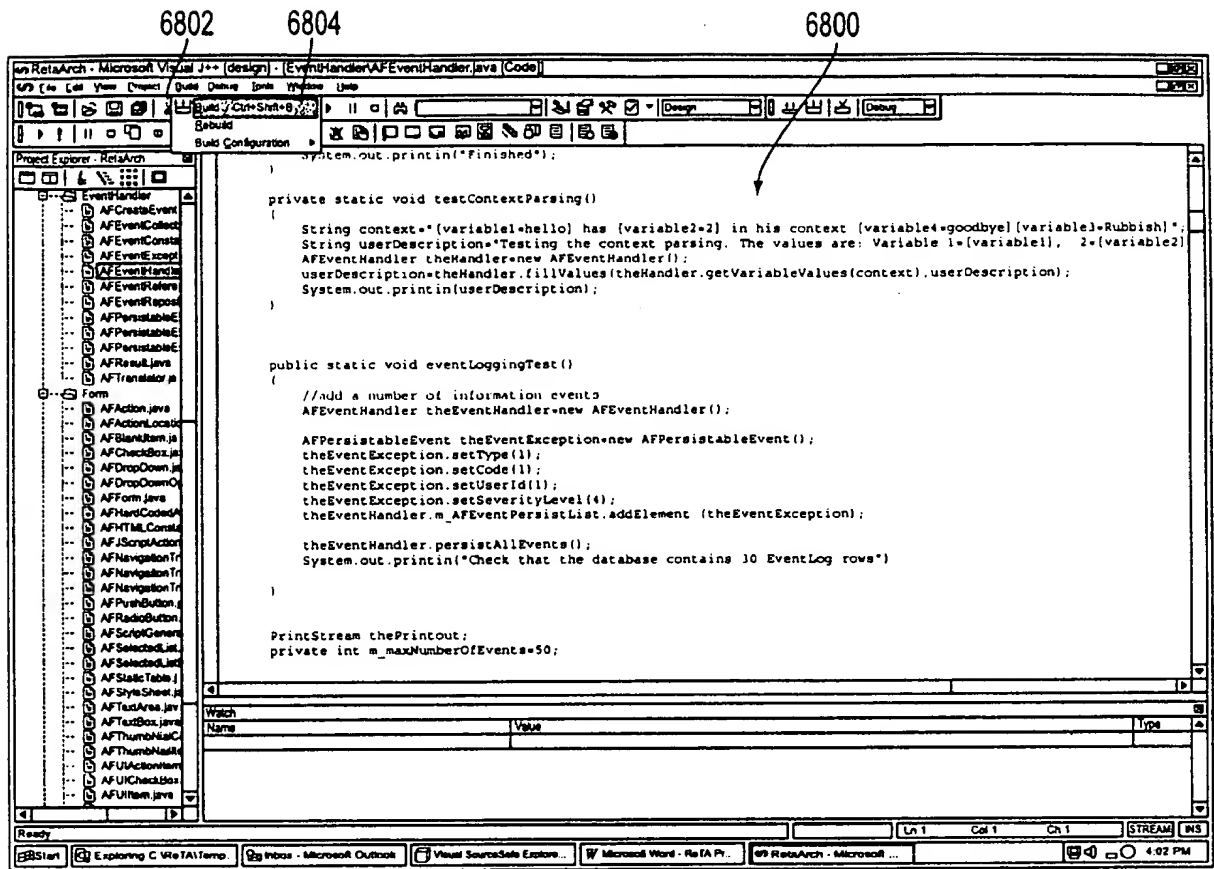 6802 6804 6800
RetaArch - Microsoft Visual J++ [design] - [EventHandler\AFEventHandler.java [Code]]
File Edit View Project Build Debug Tools Window Help
Build Ctrl+Shift+B
Design
Debug
Rebuild
Build Configuration
Project Explorer - RetaArch
EventHandler
AFCreateEvent
AFEventCollect
AFEventConsta
AFEventExcept
AFEventHandle
AFEventRefere
AFEventReposi
AFPersistableE
AFPersistableE
AFPersistableE
AFResult.java
AFTranslator.ja
Form
AFAction.java
AFActionLocatio
AFBlankItem.ja
AFCheckBox.ja
AFDropDown.ja
AFDropDownOp
AFForm.java
AFHardCodedA
AFHTMLConsta
AFJScriptAction
AFNavigationTr
AFNavigationTr
AFNavigationTr
AFPushButton.j
AFRadioButton.
AFScriptGenera
AFSelectedList.
AFSelectedListI
AFStaticTable.j
AFStyleSheet.ja
AFTextArea.jav
AFTextBox.java
AFThumbNialC
AFThumbNailIte
AFUIActionItem
AFUICheckBox
AFUIItem.java
System.out.println("Finished");
}
private static void testContextParsing()
{
String context="{variable1=hello} has {variable2=2} in his context {variable4=goodbye}{variable3=Rubbish}";
String userDescription="Testing the context parsing. The values are: Variable 1={variable1}, 2={variable2}
AFEventHandler theHandler=new AFEventHandler();
userDescription=theHandler.fillValues(theHandler.getVariableValues(context),userDescription);
System.out.println(userDescription);
}
public static void eventLoggingTest()
{
//add a number of information events
AFEventHandler theEventHandler=new AFEventHandler();
AFPersistableEvent theEventException=new AFPersistableEvent();
theEventException.setType(1);
theEventException.setCode(1);
theEventException.setUserId(1);
theEventException.setSeverityLevel(4);
theEventHandler.m_AFEventPersistList.addElement (theEventException);
theEventHandler.persistAllEvents();
System.out.println("Check that the database contains 30 EventLog rows")
}
PrintStream thePrintout;
private int m_maxNumberOfEvents=50;
Watch
Name Value Type
Ready Ln 1 Col 1 Ch 1 STREAM INS
Start Exploring C:\ReTA\Temp. Inbox - Microsoft Outlook Visual SourceSafe Explore... Microsoft Word - ReTA Pr.. RetaArch - Microsoft ... 4:02 PM